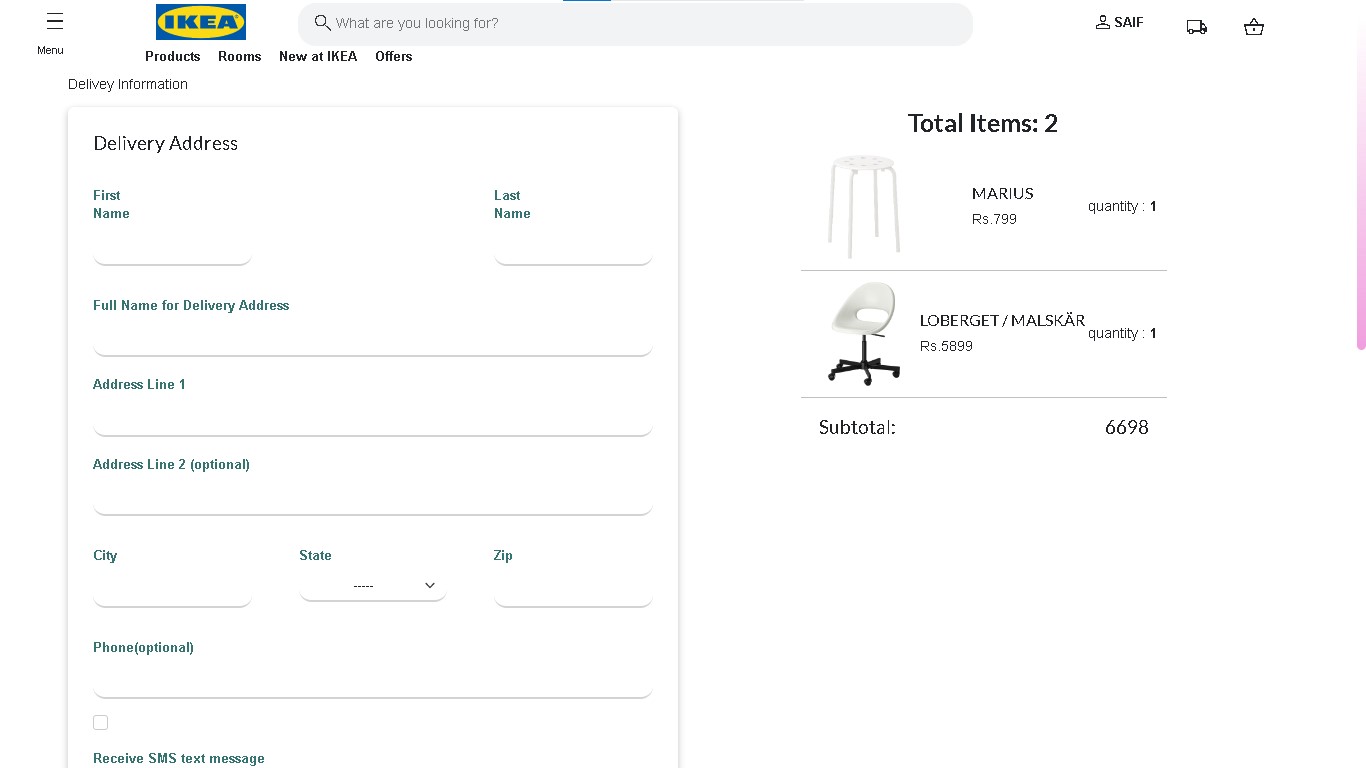 IKEA
What are you looking for?
SAIF
Menu
Products Rooms New at IKEA Offers
Delivey Information
Delivery Address
First
Name
Last
Name
Full Name for Delivery Address
Address Line 1
Address Line 2 (optional)
City State Zip
-----
Phone(optional)
Receive SMS text message
Total Items: 2
MARIUS
Rs.799
quantity : 1
LOBERGET / MALSKÄR
Rs.5899
quantity : 1
Subtotal: 6698